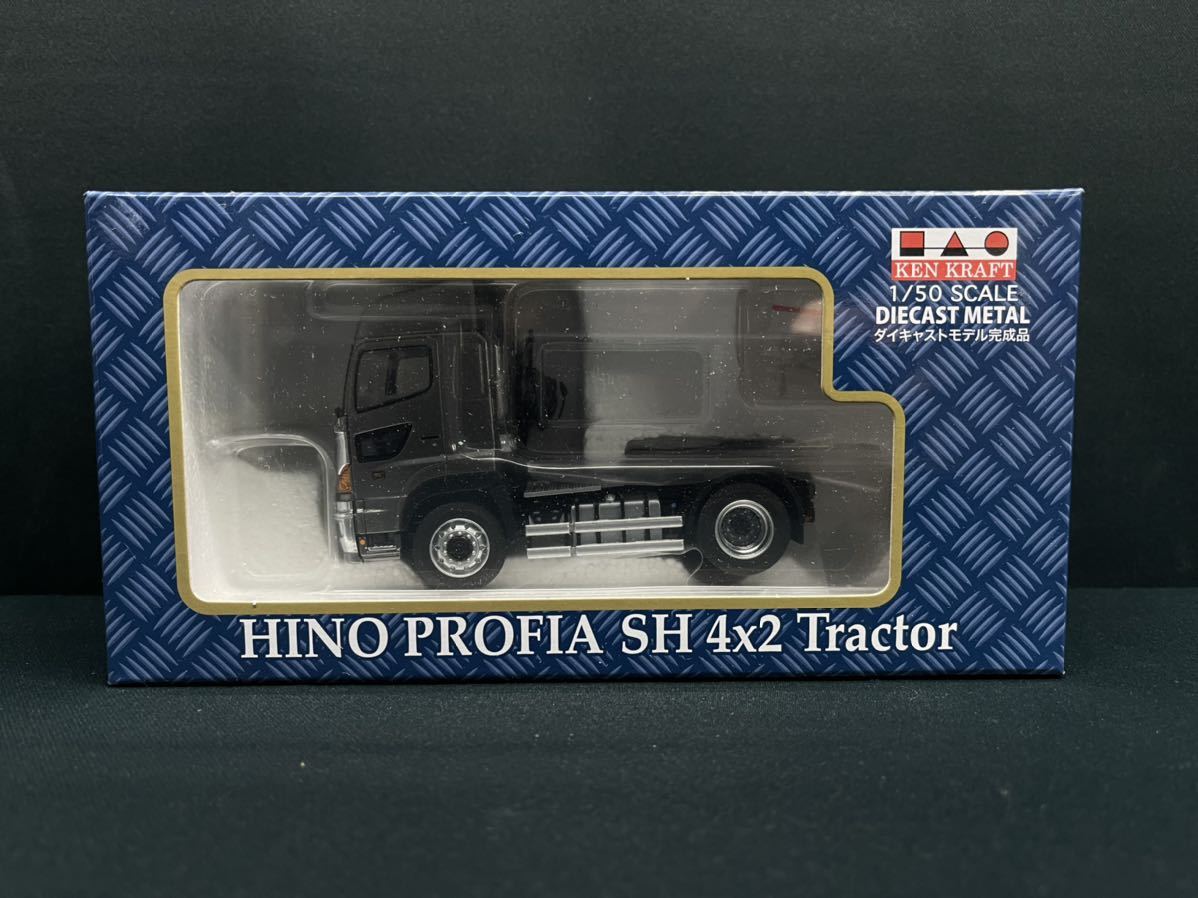 KEN KRAFT
1/50 SCALE
DIECAST METAL
ダイキャストモデル完成品
HINO PROFIA SH 4x2 Tractor